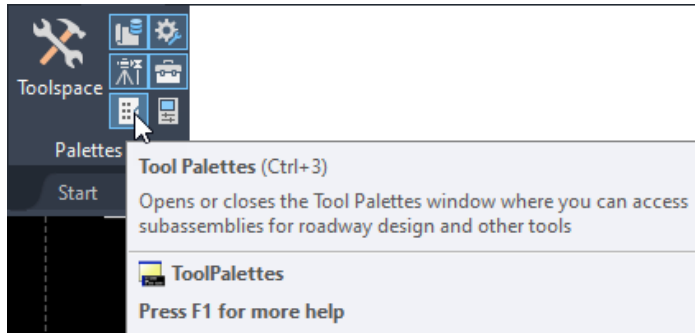 Toolspace
Palettes
Start
Tool Palettes (Ctrl+3)
Opens or closes the Tool Palettes window where you can access
subassemblies for roadway design and other tools
ToolPalettes
Press F1 for more help